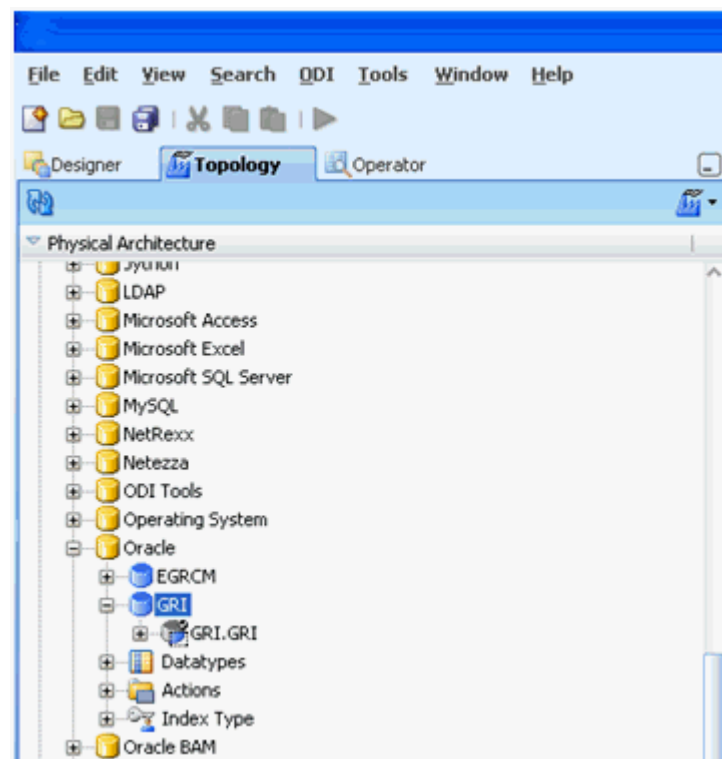 File Edit View Search ODI Tools Window Help
Designer Topology Operator
Physical Architecture
Jython
LDAP
Microsoft Access
Microsoft Excel
Microsoft SQL Server
MySQL
NetRexx
Netezza
ODI Tools
Operating System
Oracle
EGRCM
GRI
GRI.GRI
Datatypes
Actions
Index Type
Oracle BAM